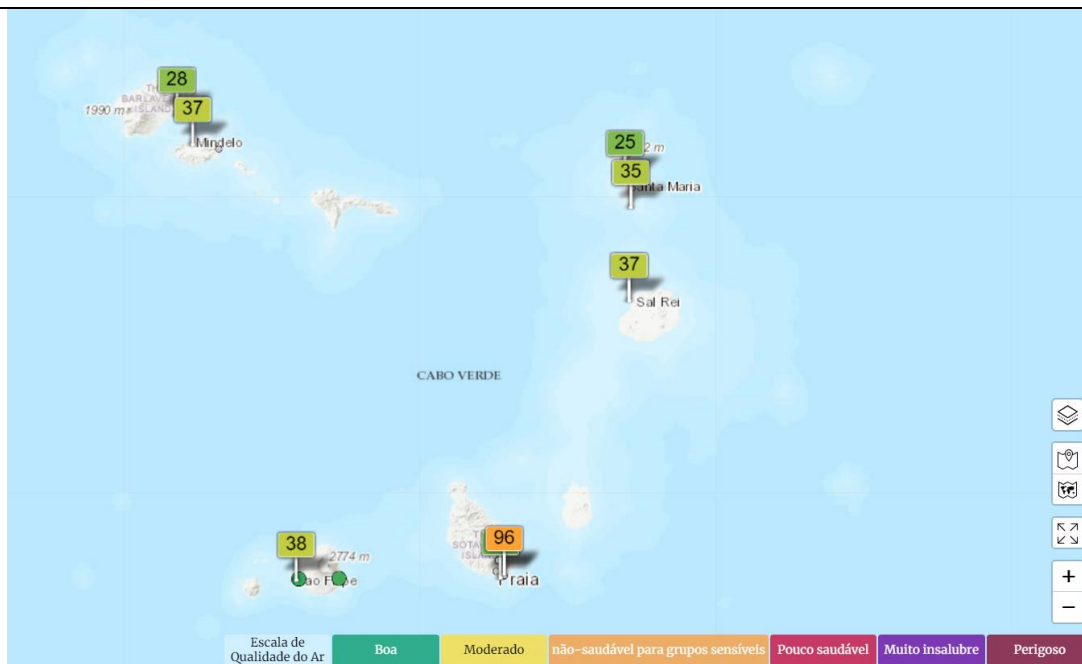 28
37
1990 m
Mindelo
25
2 m
35
Santa Maria
37
Sal Rei
CABO VERDE
38
2774 m
96
Praia
Escala de
Qualidade do Ar
Boa
Moderado
não-saudável para grupos sensíveis
Pouco saudável
Muito insalubre
Perigoso
+
−